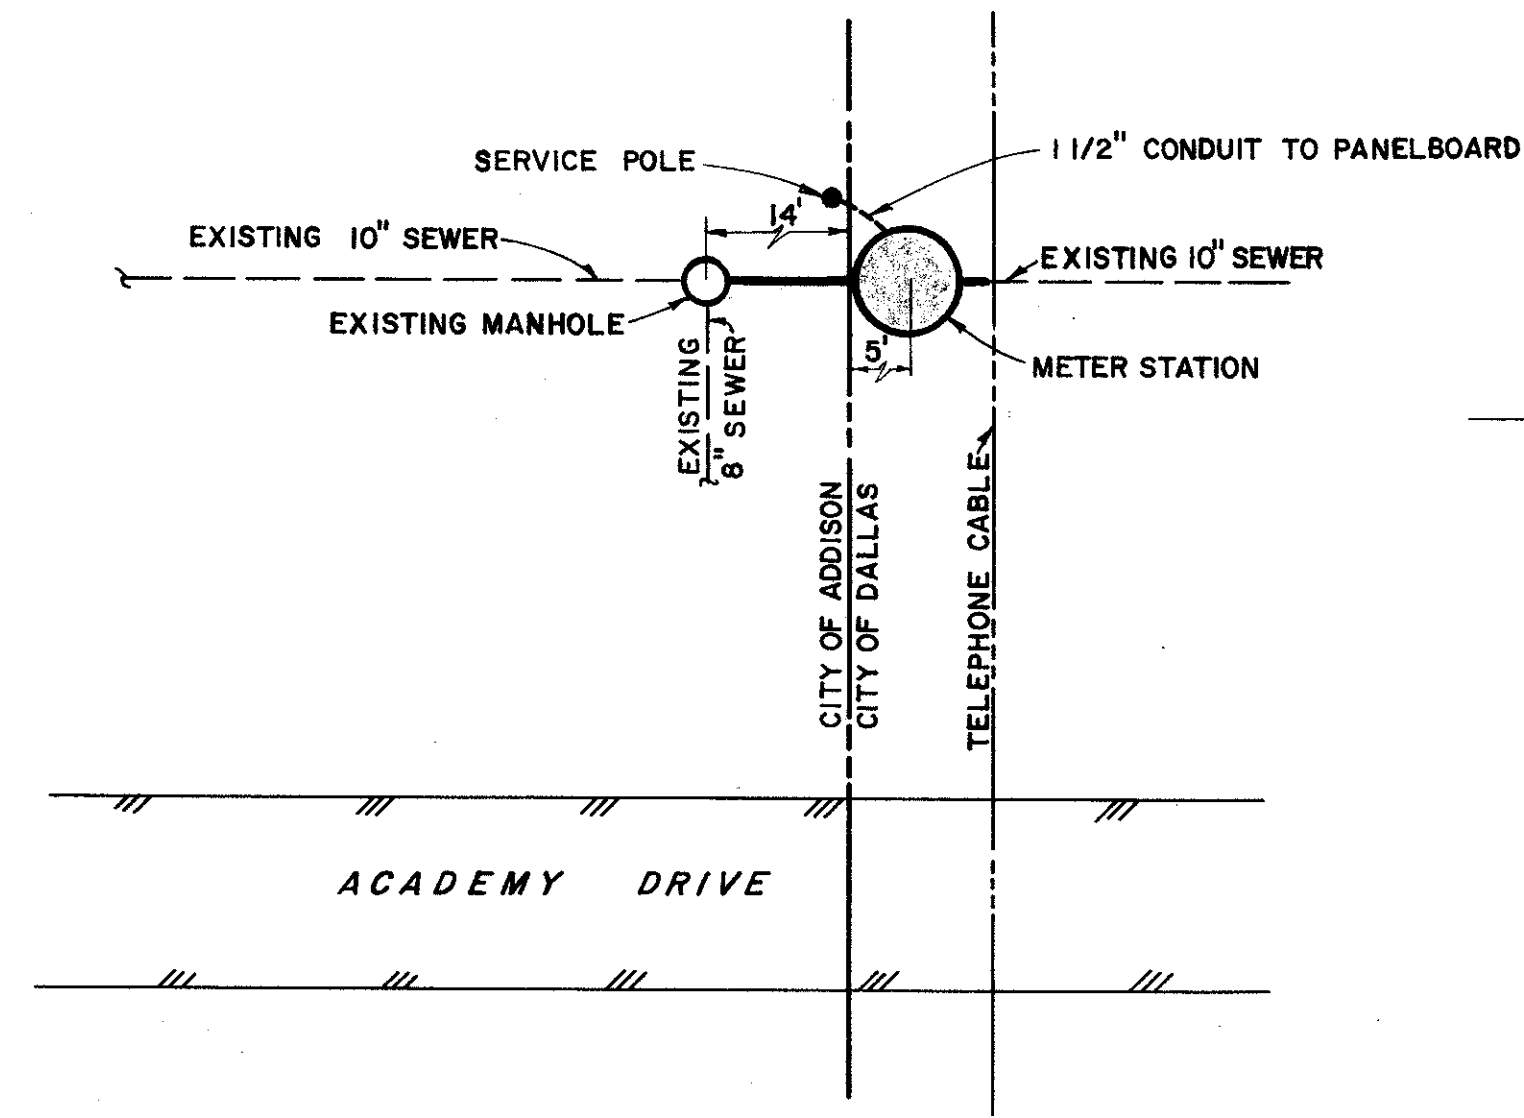 1 1/2" CONDUIT TO PANELBOARD
SERVICE POLE
14'
EXISTING 10" SEWER
EXISTING 10" SEWER
EXISTING MANHOLE
5'
METER STATION
EXISTING
8" SEWER
CITY OF ADDISON
CITY OF DALLAS
TELEPHONE CABLE
ACADEMY DRIVE